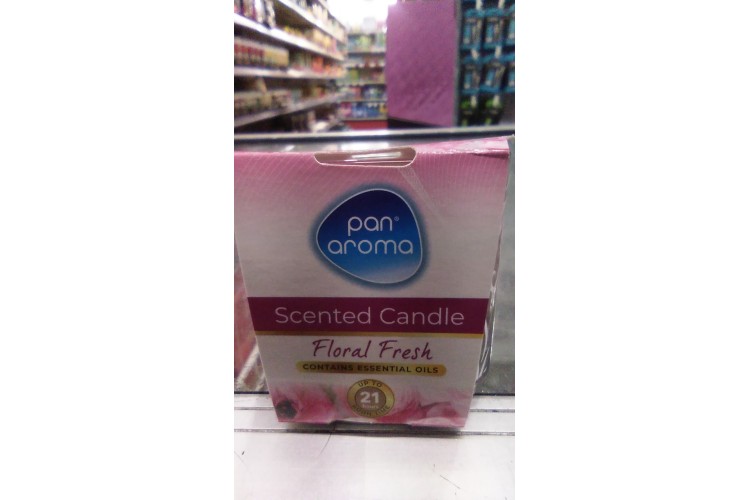 pan®
aroma
Scented Candle
Floral Fresh
CONTAINS ESSENTIAL OILS
UP TO
21